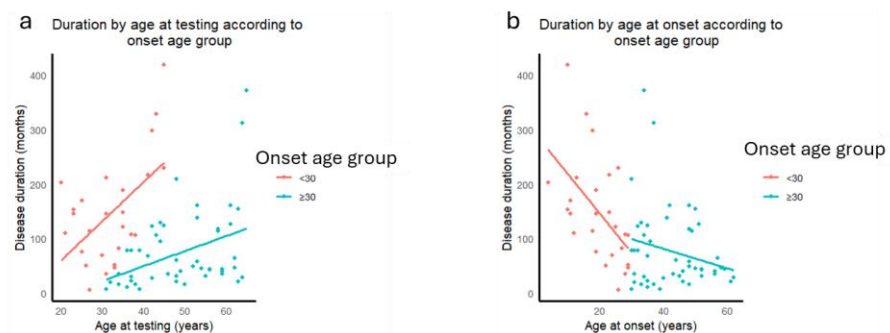 a
Duration by age at testing according to
onset age group
Disease duration (months)
400
300
200
100
0
20
30
40
50
60
Age at testing (years)
Onset age group
<30
≥30
b
Duration by age at onset according to
onset age group
Disease duration (months)
400
300
200
100
0
20
40
60
Age at onset (years)
Onset age group
<30
≥30